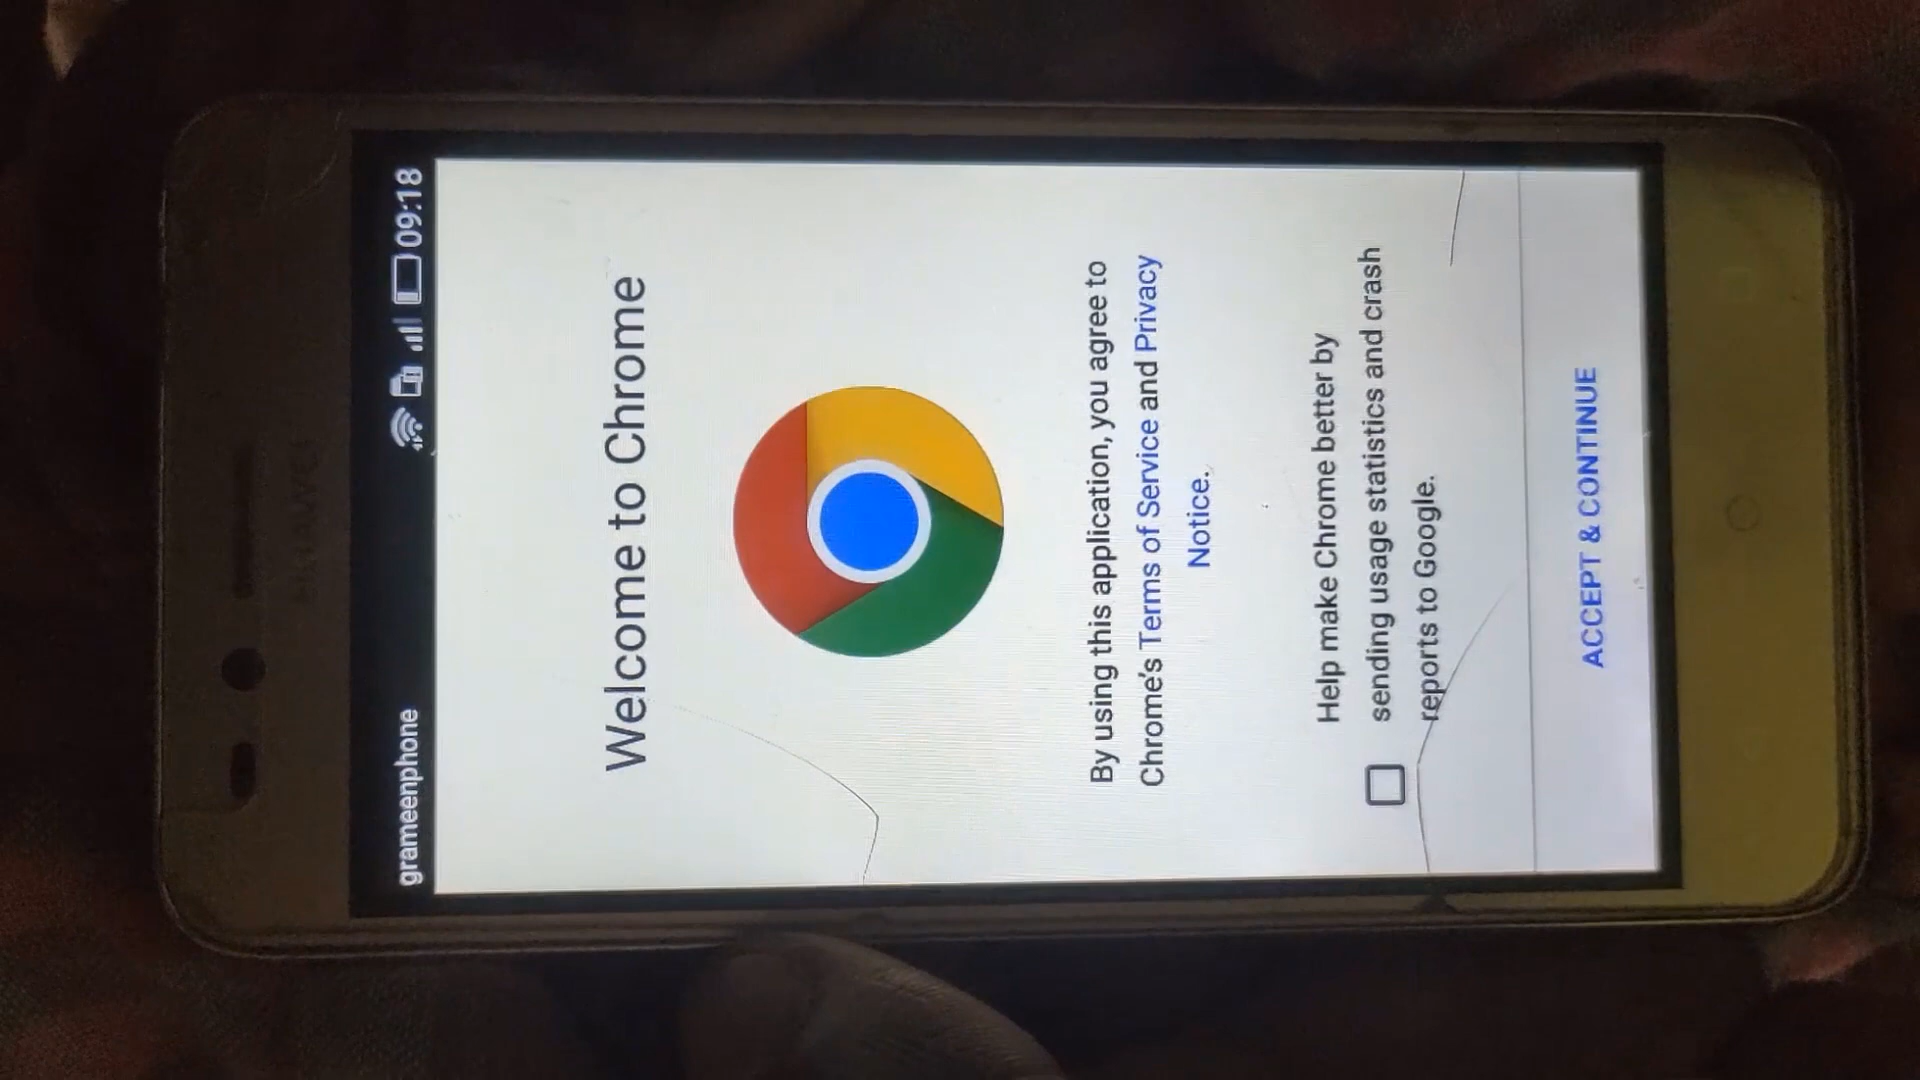 grameenphone
09:18
HUAWEI
Welcome to Chrome
By using this application, you agree to
Chrome's Terms of Service and Privacy
Notice.
Help make Chrome better by
sending usage statistics and crash
reports to Google.
ACCEPT & CONTINUE